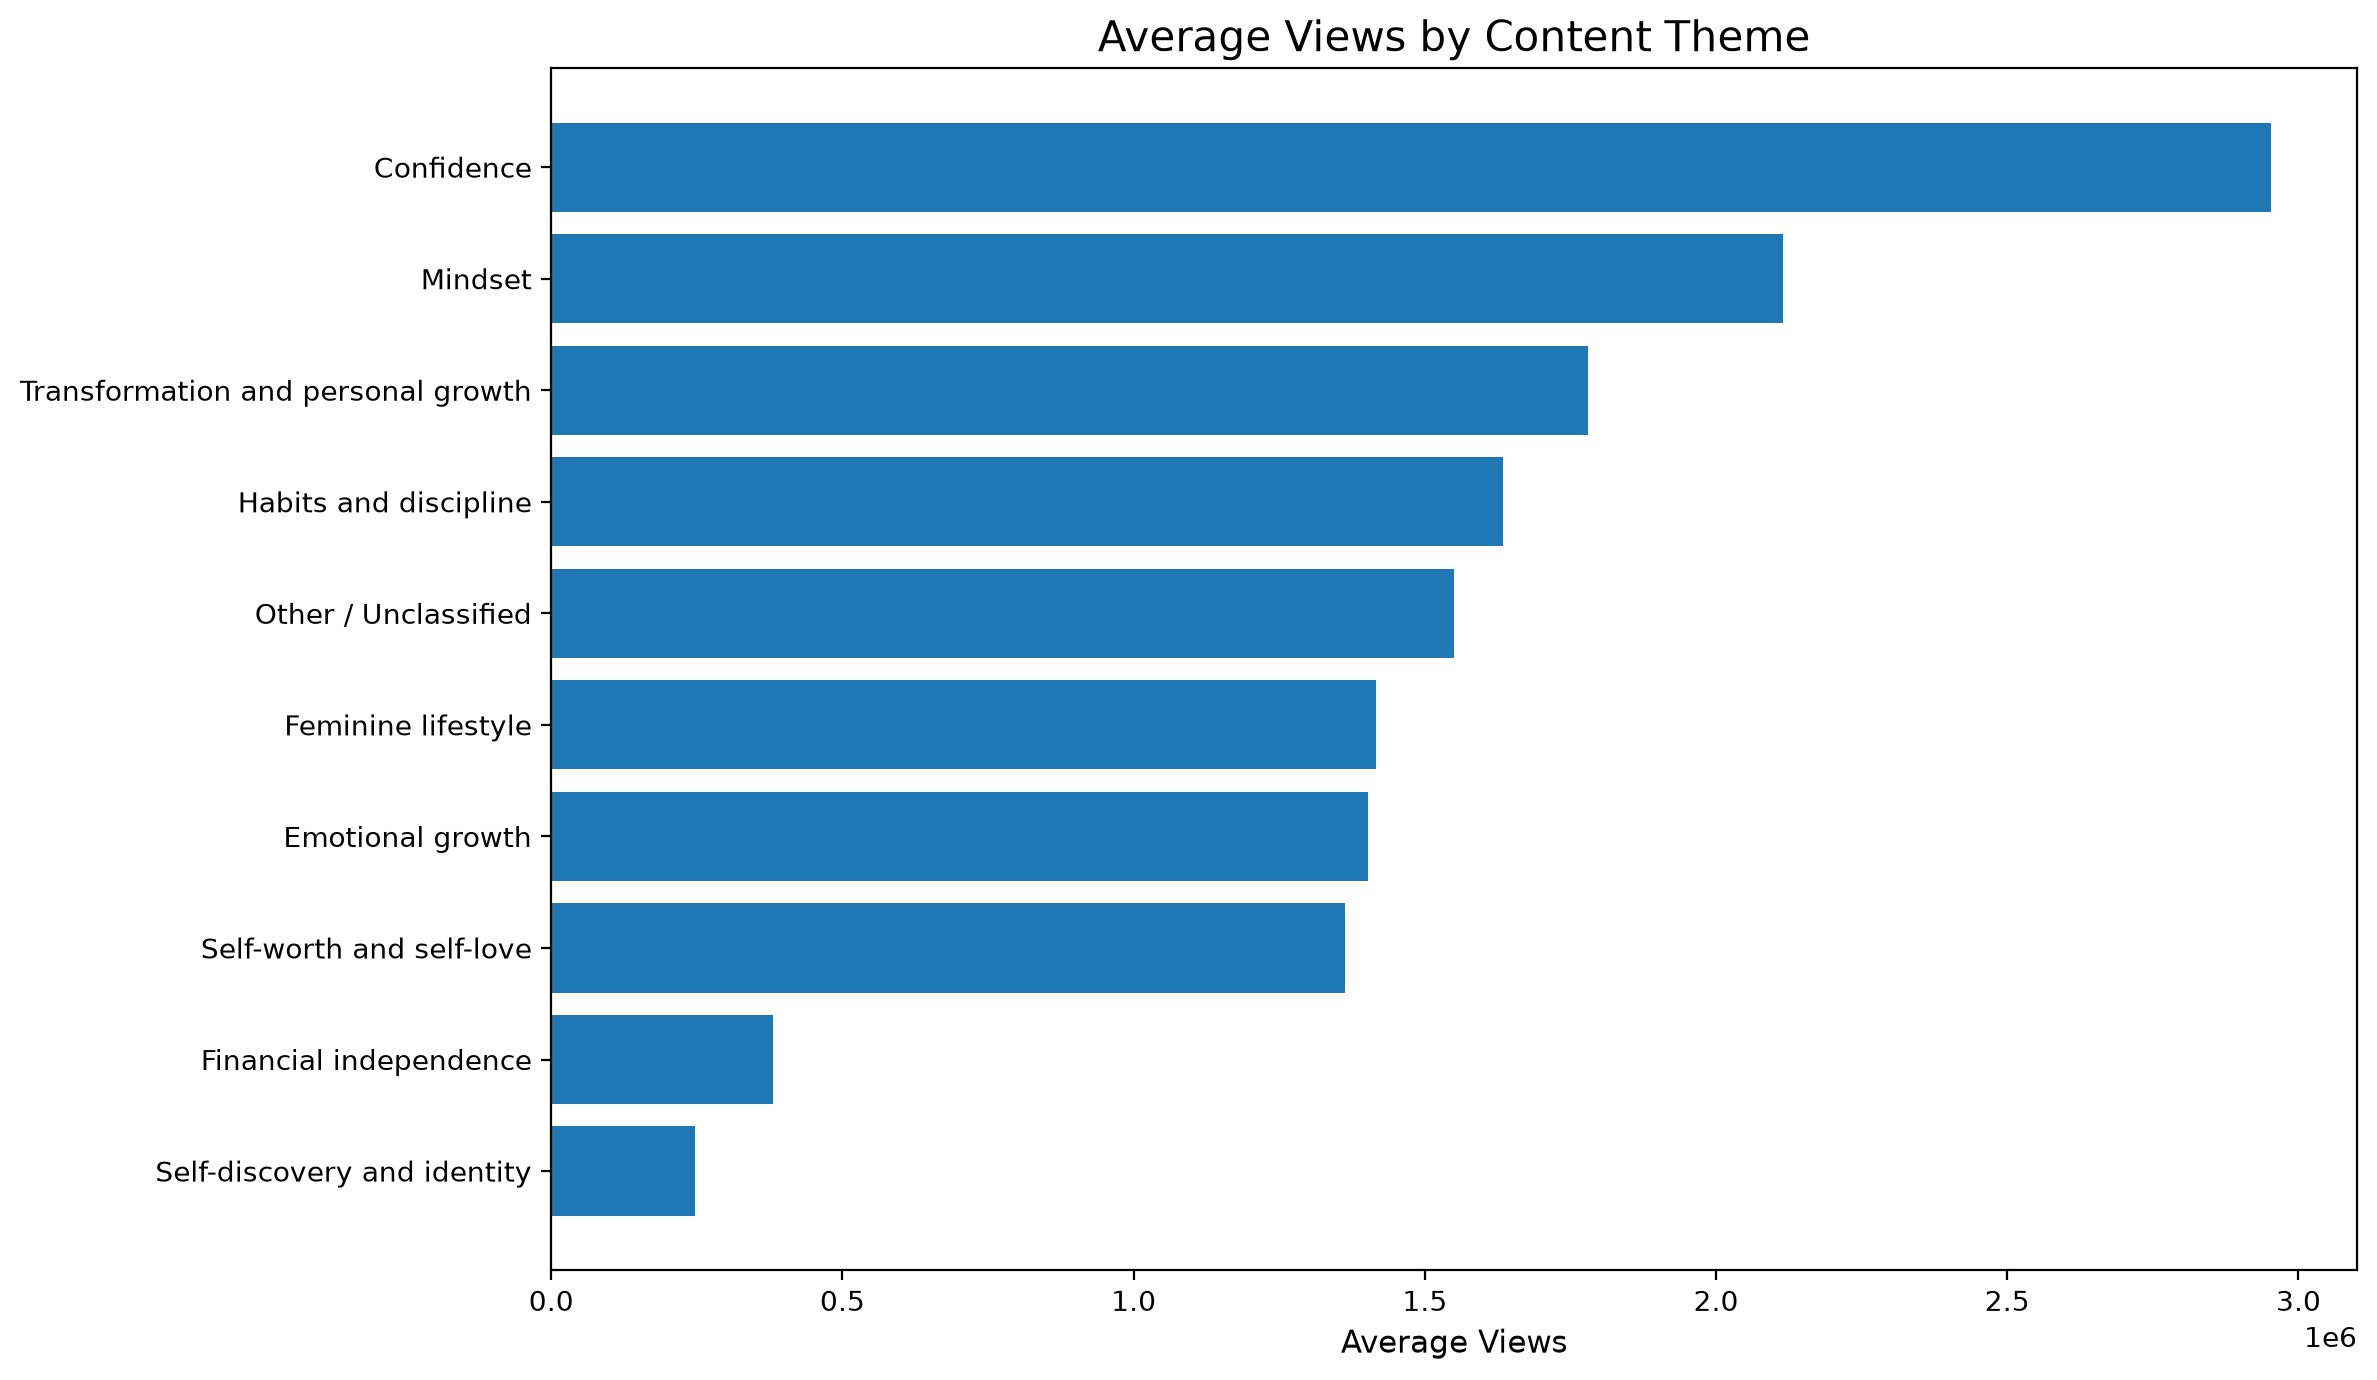 Average Views by Content Theme
Confidence
Mindset
Transformation and personal growth
Habits and discipline
Other / Unclassified
Feminine lifestyle
Emotional growth
Self-worth and self-love
Financial independence
Self-discovery and identity
0.0 0.5 1.0 1.5 2.0 2.5 3.0
1e6
Average Views